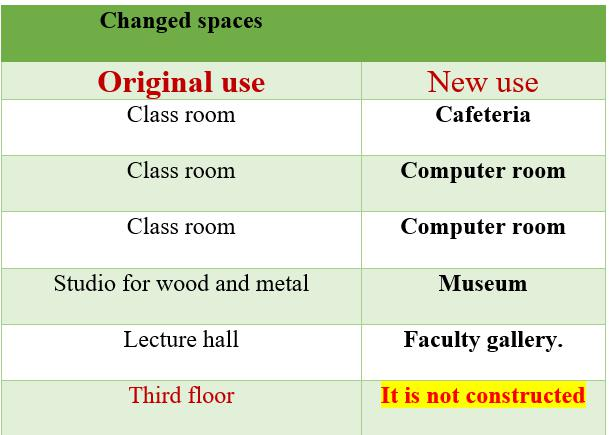 Changed spaces
Original use New use
Class room Cafeteria
Class room Computer room
Class room Computer room
Studio for wood and metal Museum
Lecture hall Faculty gallery.
Third floor It is not constructed